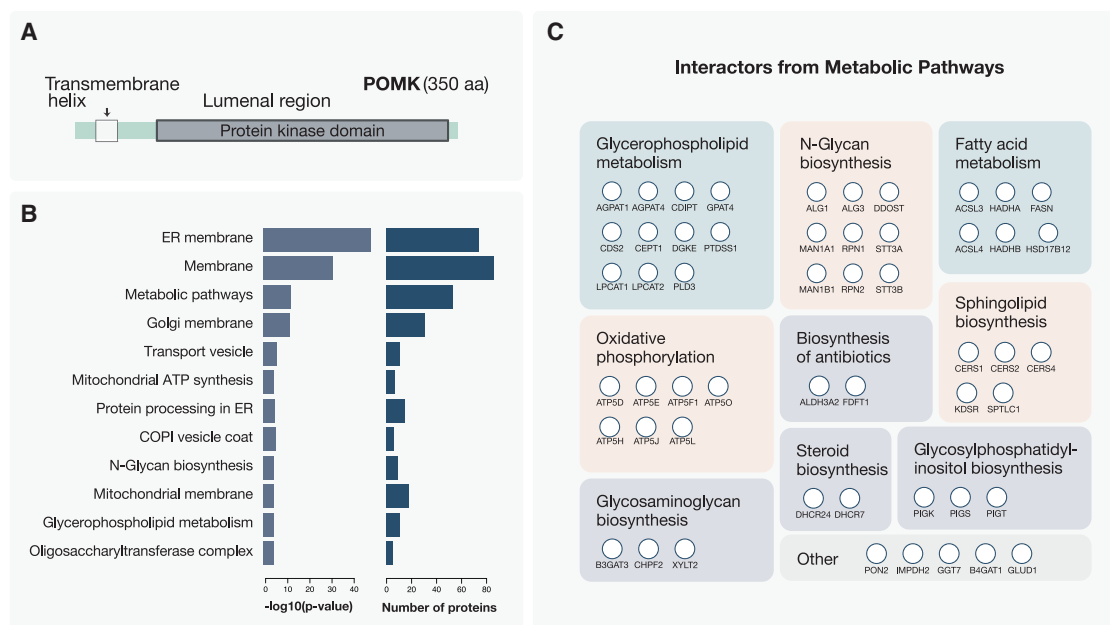 A
Transmembrane
helix
Lumenal region
POMK (350 aa)
Protein kinase domain
B
ER membrane
Membrane
Metabolic pathways
Golgi membrane
Transport vesicle
Mitochondrial ATP synthesis
Protein processing in ER
COPI vesicle coat
N-Glycan biosynthesis
Mitochondrial membrane
Glycerophospholipid metabolism
Oligosaccharyltransferase complex
0 10 20 30 40
-log10(p-value)
0 20 40 60 80
Number of proteins
C
Interactors from Metabolic Pathways
Glycerophospholipid
metabolism
AGPAT1 AGPAT4 CDIPT GPAT4
CDS2 CEPT1 DGKE PTDSS1
LPCAT1 LPCAT2 PLD3
N-Glycan
biosynthesis
ALG1 ALG3 DDOST
MAN1A1 RPN1 STT3A
MAN1B1 RPN2 STT3B
Fatty acid
metabolism
ACSL3 HADHA FASN
ACSL4 HADHB HSD17B12
Oxidative
phosphorylation
ATP5D ATP5E ATP5F1 ATP5O
ATP5H ATP5J ATP5L
Biosynthesis
of antibiotics
ALDH3A2 FDFT1
Sphingolipid
biosynthesis
CERS1 CERS2 CERS4
KDSR SPTLC1
Glycosaminoglycan
biosynthesis
B3GAT3 CHPF2 XYLT2
Steroid
biosynthesis
DHCR24 DHCR7
Glycosylphosphatidyl-
inositol biosynthesis
PIGK PIGS PIGT
Other
PON2 IMPDH2 GGT7 B4GAT1 GLUD1